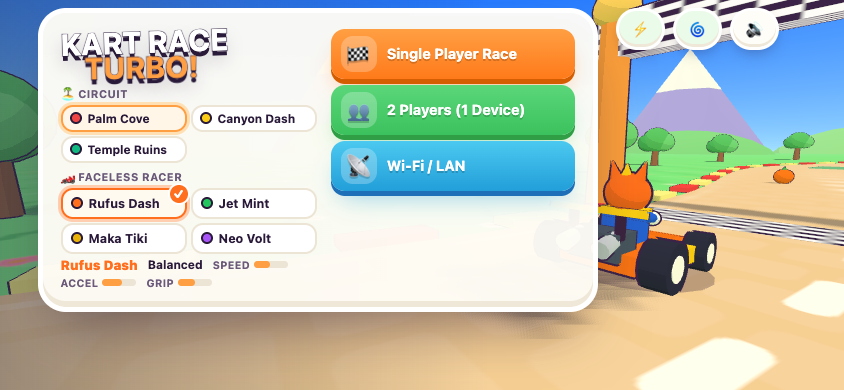 KART RACE
TURBO!
CIRCUIT
Palm Cove
Canyon Dash
Temple Ruins
FACELESS RACER
Rufus Dash
Jet Mint
Maka Tiki
Neo Volt
Rufus Dash Balanced SPEED
ACCEL GRIP
Single Player Race
2 Players (1 Device)
Wi-Fi / LAN